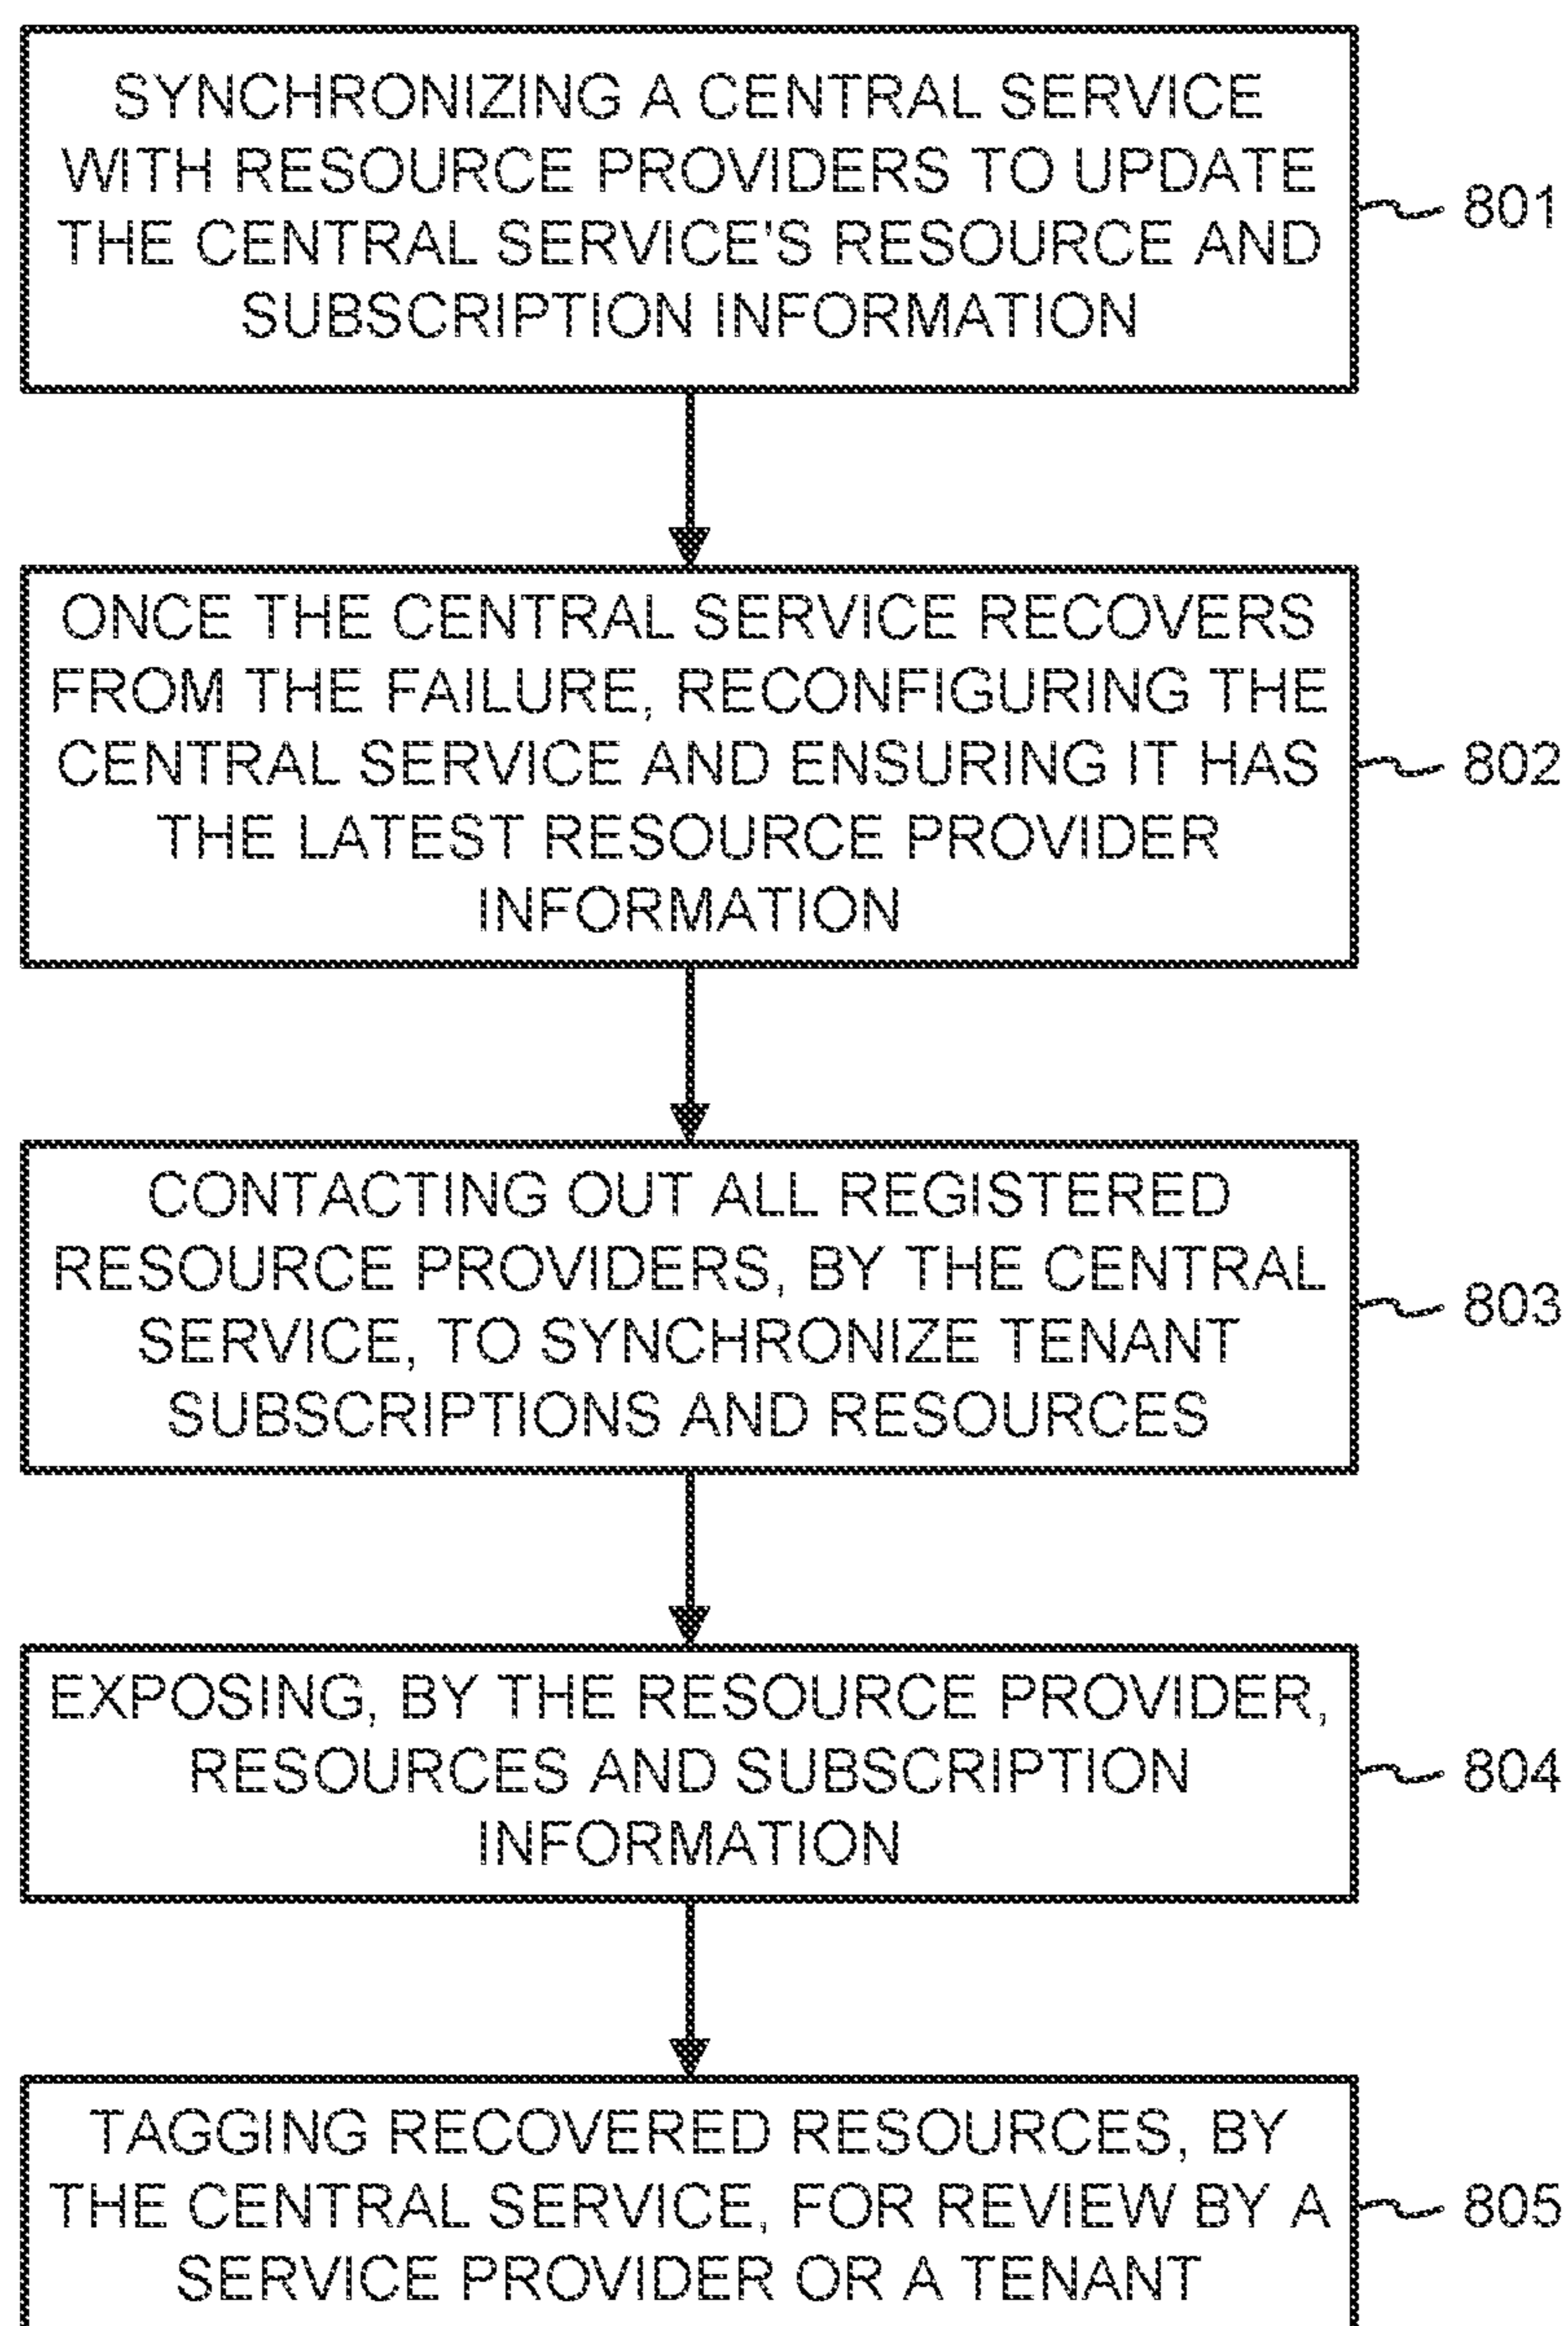 SYNCHRONIZING A CENTRAL SERVICE
WITH RESOURCE PROVIDERS TO UPDATE
THE CENTRAL SERVICE'S RESOURCE AND
SUBSCRIPTION INFORMATION
801
ONCE THE CENTRAL SERVICE RECOVERS
FROM THE FAILURE, RECONFIGURING THE
CENTRAL SERVICE AND ENSURING IT HAS
THE LATEST RESOURCE PROVIDER
INFORMATION
802
CONTACTING OUT ALL REGISTERED
RESOURCE PROVIDERS, BY THE CENTRAL
SERVICE, TO SYNCHRONIZE TENANT
SUBSCRIPTIONS AND RESOURCES
803
EXPOSING, BY THE RESOURCE PROVIDER,
RESOURCES AND SUBSCRIPTION
INFORMATION
804
TAGGING RECOVERED RESOURCES, BY
THE CENTRAL SERVICE, FOR REVIEW BY A
SERVICE PROVIDER OR A TENANT
805